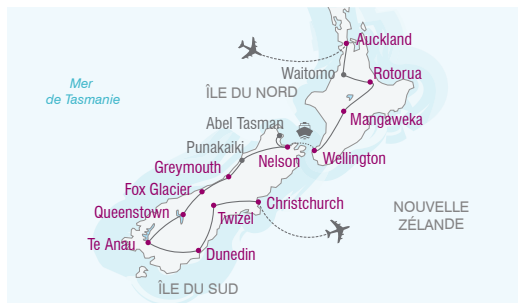 Auckland
Waitomo
Rotorua
Mer
de Tasmanie
ÎLE DU NORD
Mangaweka
Abel Tasman
Punakaiki
Nelson
Wellington
Greymouth
Fox Glacier
Christchurch
Queenstown
Twizel
NOUVELLE
ZÉLANDE
Te Anau
Dunedin
ÎLE DU SUD